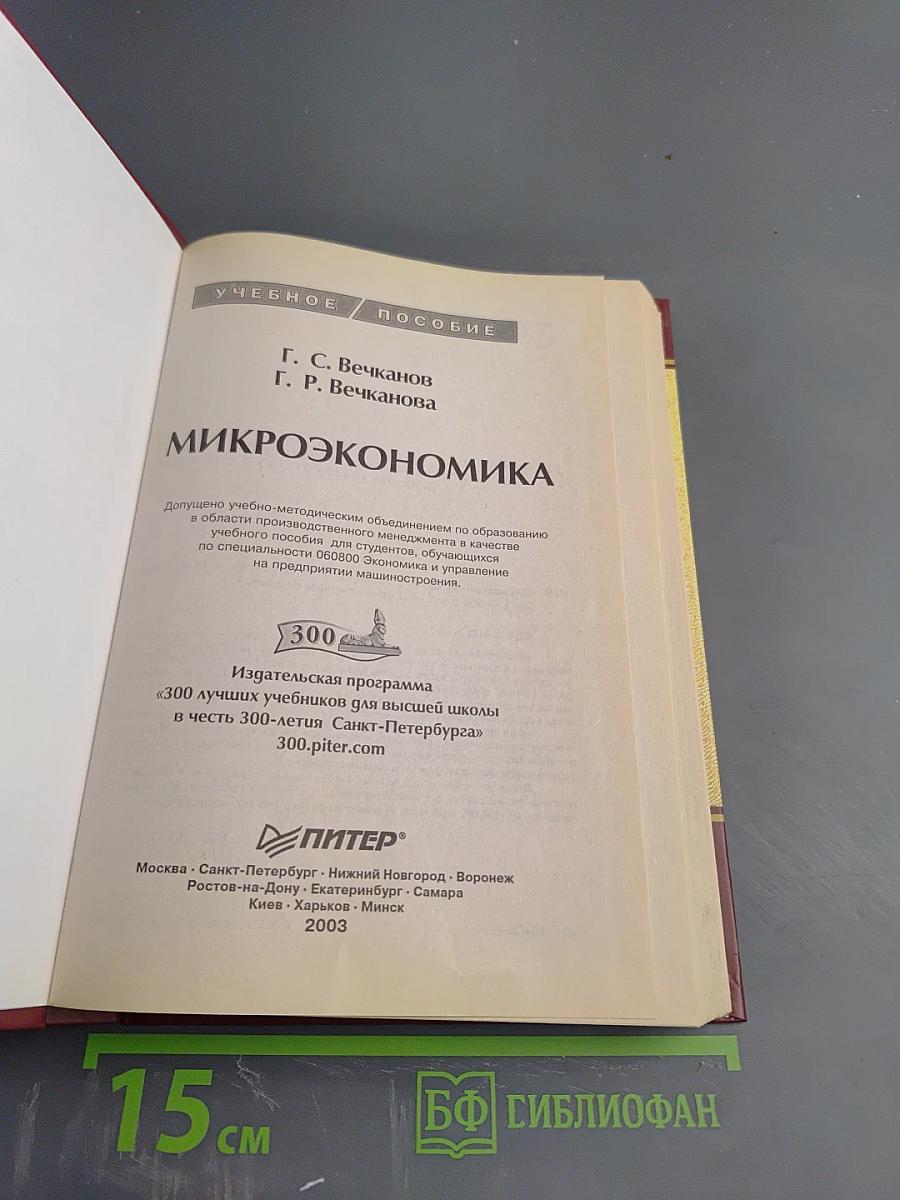 УЧЕБНОЕ / ПОСОБИЕ
Г. С. Вечканов
Г. Р. Вечканова
МИКРОЭКОНОМИКА
Допущено учебно-методическим объединением по образованию
в области производственного менеджмента в качестве
учебного пособия для студентов, обучающихся
по специальности 060800 Экономика и управление
на предприятии машиностроения.
300
Издательская программа
«300 лучших учебников для высшей школы
в честь 300-летия Санкт-Петербурга»
300.piter.com
ПИТЕР®
Москва · Санкт-Петербург · Нижний Новгород · Воронеж
Ростов-на-Дону · Екатеринбург · Самара
Киев · Харьков · Минск
2003
15 см
БФ БИБЛИОФАН